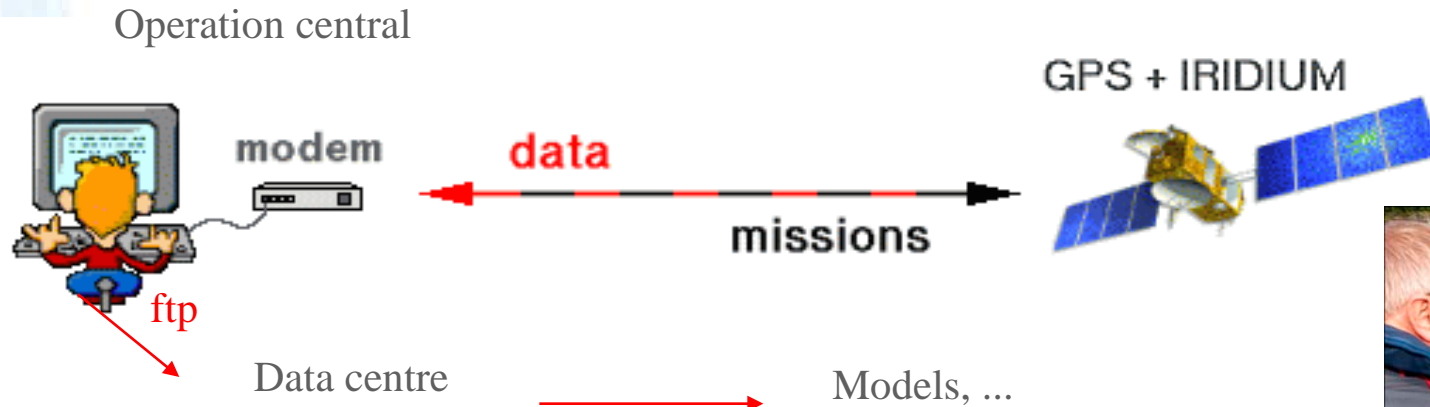 Operation central
GPS + IRIDIUM
modem
data
missions
ftp
Data centre
Models, ...